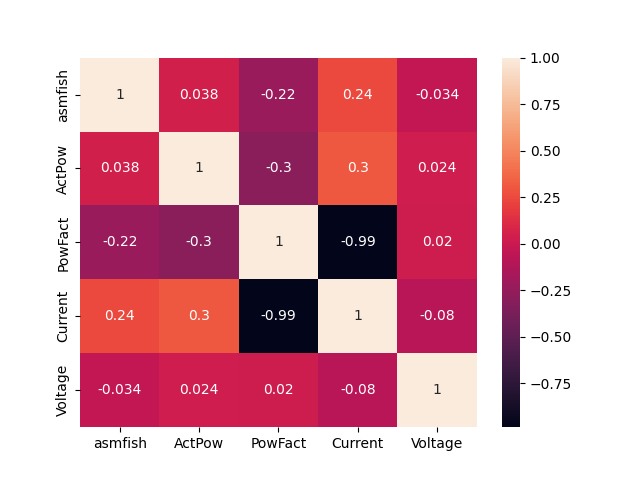 asmfish 1 0.038 -0.22 0.24 -0.034
ActPow 0.038 1 -0.3 0.3 0.024
PowFact -0.22 -0.3 1 -0.99 0.02
Current 0.24 0.3 -0.99 1 -0.08
Voltage -0.034 0.024 0.02 -0.08 1
asmfish ActPow PowFact Current Voltage
1.00
0.75
0.50
0.25
0.00
−0.25
−0.50
−0.75